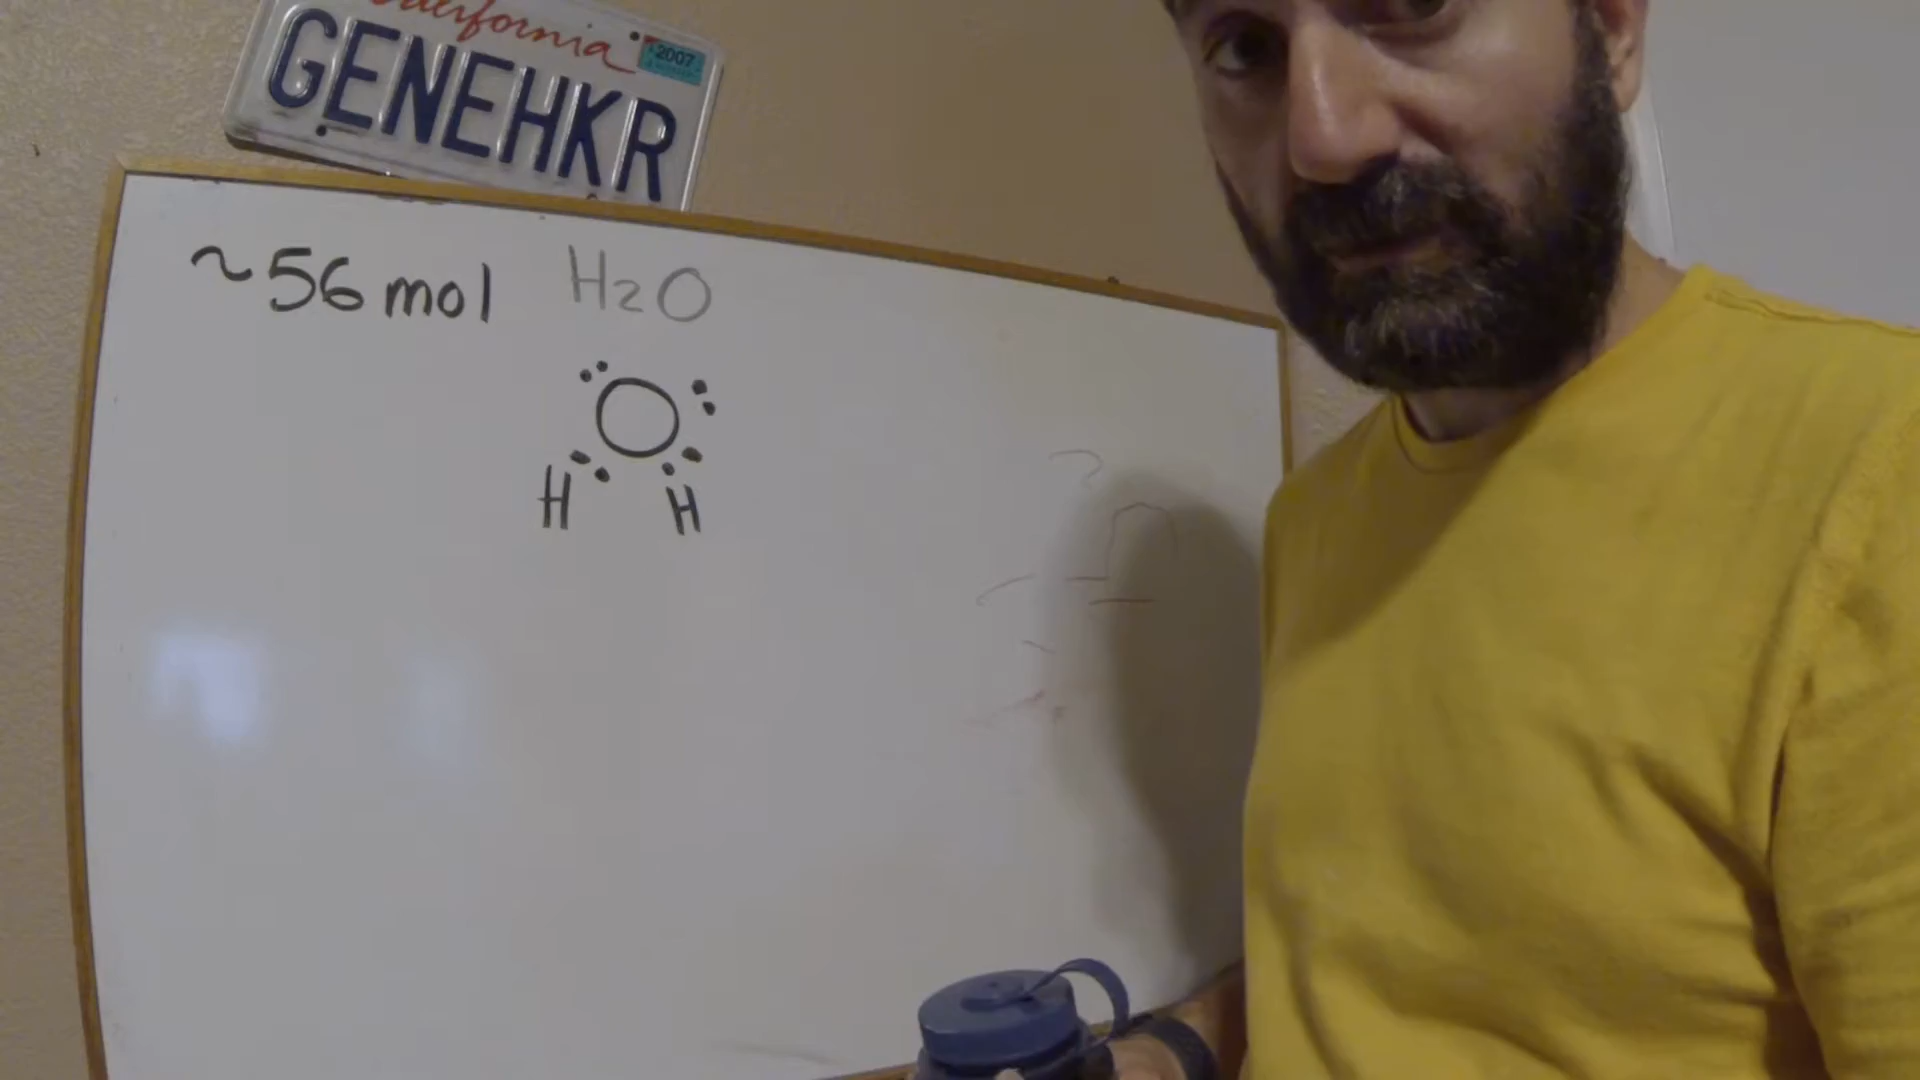 California
2007
GENEHKR
~56 mol H2O
O
H H